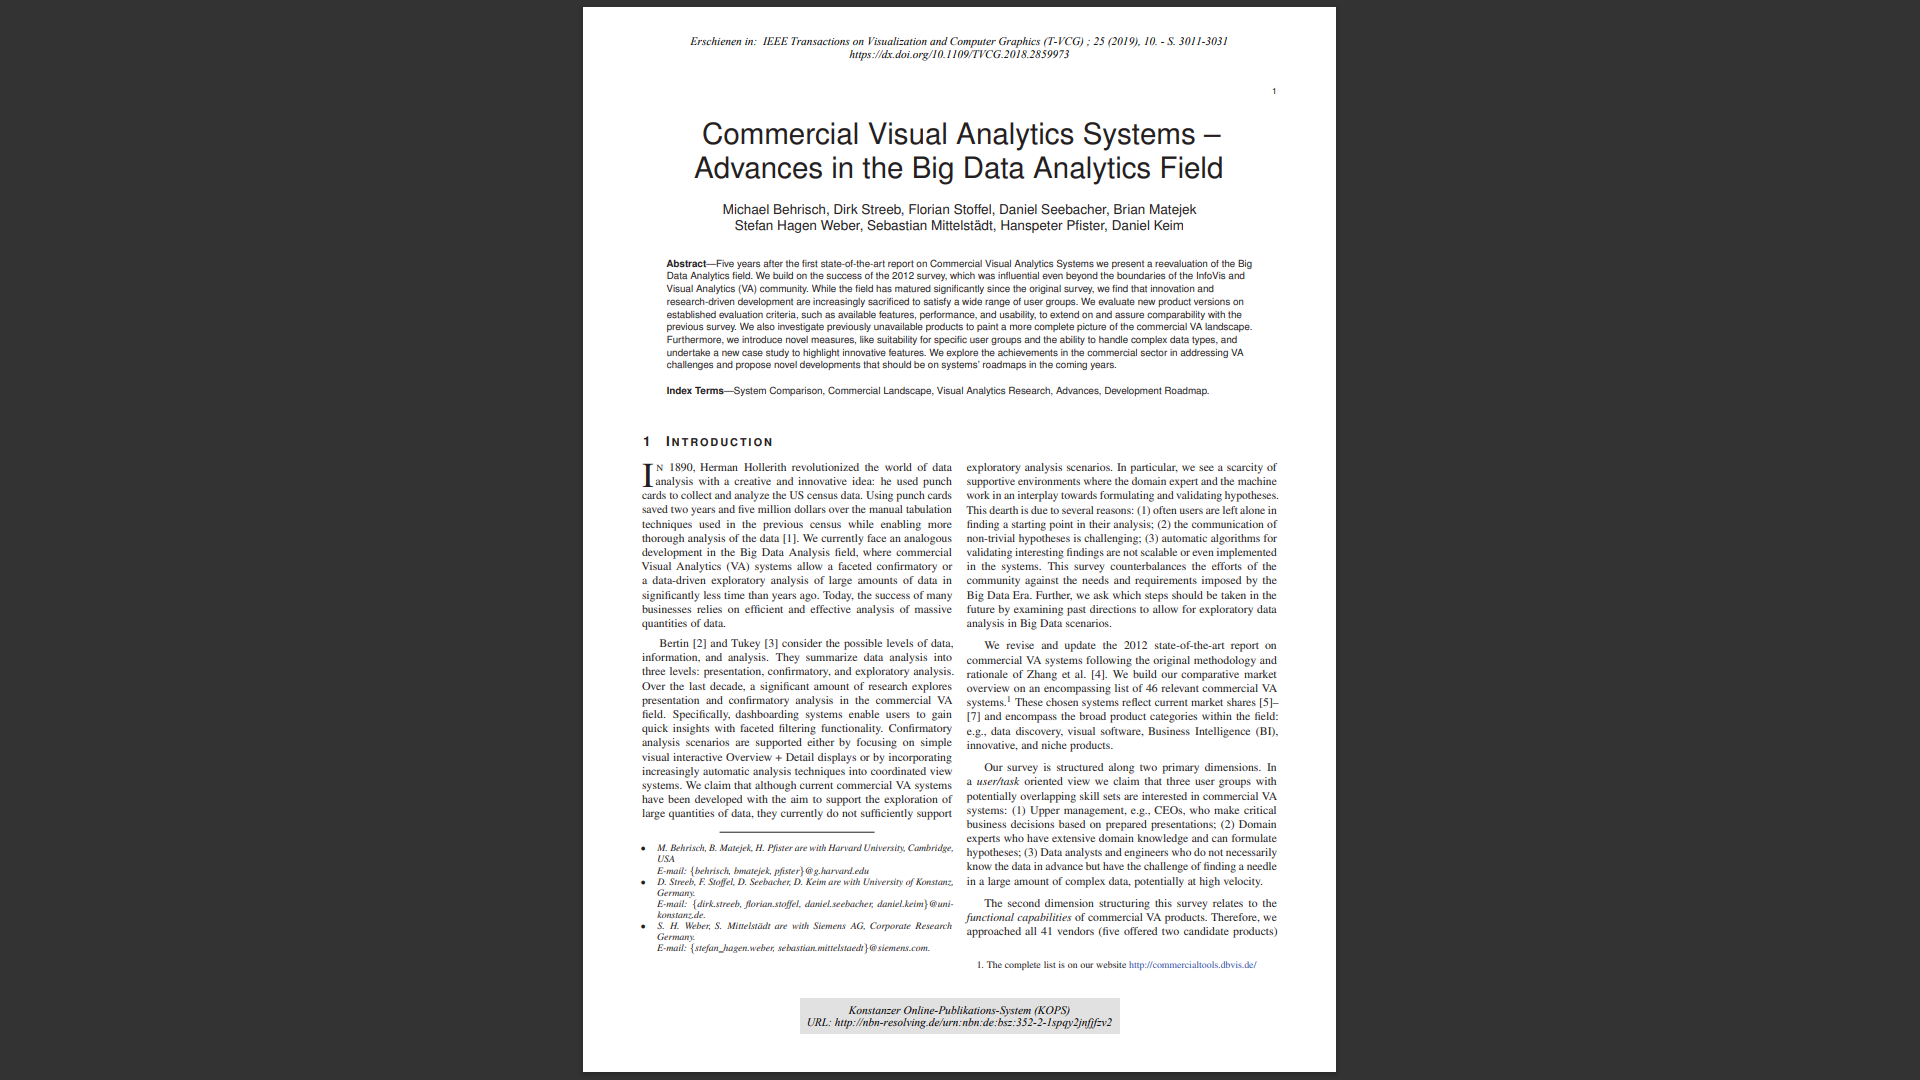 Erschienen in: IEEE Transactions on Visualization and Computer Graphics (T-VCG) ; 25 (2019), 10. - S. 3011-3031
https://dx.doi.org/10.1109/TVCG.2018.2859973
1
Commercial Visual Analytics Systems –
Advances in the Big Data Analytics Field
Michael Behrisch, Dirk Streeb, Florian Stoffel, Daniel Seebacher, Brian Matejek
Stefan Hagen Weber, Sebastian Mittelstädt, Hanspeter Pfister, Daniel Keim
Abstract—Five years after the first state-of-the-art report on Commercial Visual Analytics Systems we present a reevaluation of the Big
Data Analytics field. We build on the success of the 2012 survey, which was influential even beyond the boundaries of the InfoVis and
Visual Analytics (VA) community. While the field has matured significantly since the original survey, we find that innovation and
research-driven development are increasingly sacrificed to satisfy a wide range of user groups. We evaluate new product versions on
established evaluation criteria, such as available features, performance, and usability, to extend on and assure comparability with the
previous survey. We also investigate previously unavailable products to paint a more complete picture of the commercial VA landscape.
Furthermore, we introduce novel measures, like suitability for specific user groups and the ability to handle complex data types, and
undertake a new case study to highlight innovative features. We explore the achievements in the commercial sector in addressing VA
challenges and propose novel developments that should be on systems' roadmaps in the coming years.
Index Terms—System Comparison, Commercial Landscape, Visual Analytics Research, Advances, Development Roadmap.
1 INTRODUCTION
IN 1890, Herman Hollerith revolutionized the world of data
analysis with a creative and innovative idea: he used punch
cards to collect and analyze the US census data. Using punch cards
saved two years and five million dollars over the manual tabulation
techniques used in the previous census while enabling more
thorough analysis of the data [1]. We currently face an analogous
development in the Big Data Analysis field, where commercial
Visual Analytics (VA) systems allow a faceted confirmatory or
a data-driven exploratory analysis of large amounts of data in
significantly less time than years ago. Today, the success of many
businesses relies on efficient and effective analysis of massive
quantities of data.
Bertin [2] and Tukey [3] consider the possible levels of data,
information, and analysis. They summarize data analysis into
three levels: presentation, confirmatory, and exploratory analysis.
Over the last decade, a significant amount of research explores
presentation and confirmatory analysis in the commercial VA
field. Specifically, dashboarding systems enable users to gain
quick insights with faceted filtering functionality. Confirmatory
analysis scenarios are supported either by focusing on simple
visual interactive Overview + Detail displays or by incorporating
increasingly automatic analysis techniques into coordinated view
systems. We claim that although current commercial VA systems
have been developed with the aim to support the exploration of
large quantities of data, they currently do not sufficiently support
• M. Behrisch, B. Matejek, H. Pfister are with Harvard University, Cambridge,
USA
E-mail: {behrisch, bmatejek, pfister}@g.harvard.edu
• D. Streeb, F. Stoffel, D. Seebacher, D. Keim are with University of Konstanz,
Germany.
E-mail: {dirk.streeb, florian.stoffel, daniel.seebacher, daniel.keim}@uni-
konstanz.de.
• S. H. Weber, S. Mittelstädt are with Siemens AG, Corporate Research
Germany.
E-mail: {stefan_hagen.weber, sebastian.mittelstaedt}@siemens.com.
exploratory analysis scenarios. In particular, we see a scarcity of
supportive environments where the domain expert and the machine
work in an interplay towards formulating and validating hypotheses.
This dearth is due to several reasons: (1) often users are left alone in
finding a starting point in their analysis; (2) the communication of
non-trivial hypotheses is challenging; (3) automatic algorithms for
validating interesting findings are not scalable or even implemented
in the systems. This survey counterbalances the efforts of the
community against the needs and requirements imposed by the
Big Data Era. Further, we ask which steps should be taken in the
future by examining past directions to allow for exploratory data
analysis in Big Data scenarios.
We revise and update the 2012 state-of-the-art report on
commercial VA systems following the original methodology and
rationale of Zhang et al. [4]. We build our comparative market
overview on an encompassing list of 46 relevant commercial VA
systems.1 These chosen systems reflect current market shares [5]–
[7] and encompass the broad product categories within the field:
e.g., data discovery, visual software, Business Intelligence (BI),
innovative, and niche products.
Our survey is structured along two primary dimensions. In
a user/task oriented view we claim that three user groups with
potentially overlapping skill sets are interested in commercial VA
systems: (1) Upper management, e.g., CEOs, who make critical
business decisions based on prepared presentations; (2) Domain
experts who have extensive domain knowledge and can formulate
hypotheses; (3) Data analysts and engineers who do not necessarily
know the data in advance but have the challenge of finding a needle
in a large amount of complex data, potentially at high velocity.
The second dimension structuring this survey relates to the
functional capabilities of commercial VA products. Therefore, we
approached all 41 vendors (five offered two candidate products)
1. The complete list is on our website http://commercialtools.dbvis.de/
Konstanzer Online-Publikations-System (KOPS)
URL: http://nbn-resolving.de/urn:nbn:de:bsz:352-2-1spqy2jnfjfzv2